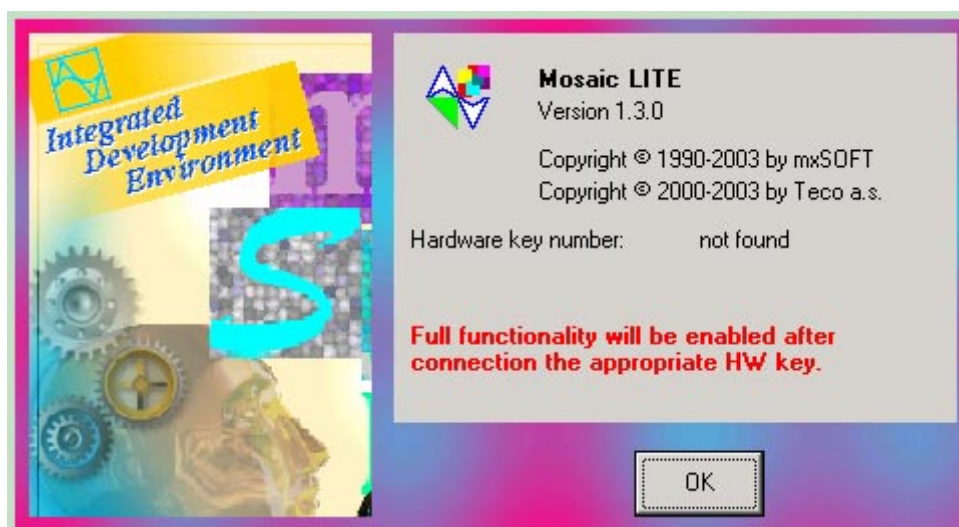 Integrated
Development
Environment
m
S
Mosaic LITE
Version 1.3.0
Copyright © 1990-2003 by mxSOFT
Copyright © 2000-2003 by Teco a.s.
Hardware key number: not found
Full functionality will be enabled after
connection the appropriate HW key.
OK